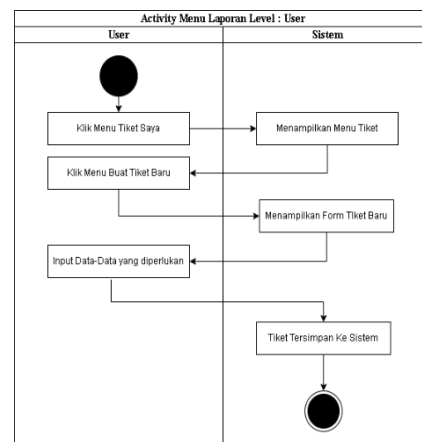 Activity Menu Laporan Level : User
User
Sistem
Klik Menu Tiket Saya
Menampilkan Menu Tiket
Klik Menu Buat Tiket Baru
Menampilkan Form TIket Baru
Input Data-Data yang diperlukan
Tiket Tersimpan Ke Sistem